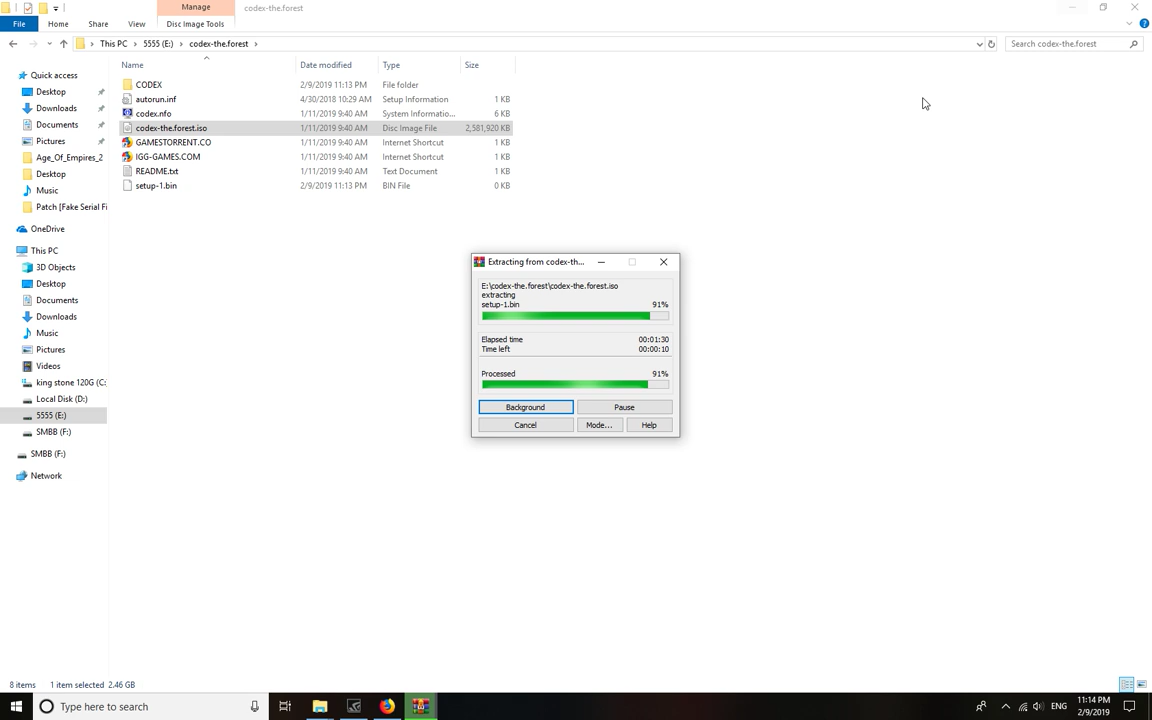 Manage
codex-the.forest
File
Home
Share
View
Disc Image Tools
This PC
5555 (E:)
codex-the.forest
Search codex-the.forest
Name
Date modified
Type
Size
CODEX
2/9/2019 11:13 PM
File folder
autorun.inf
4/30/2018 10:29 AM
Setup Information
1 KB
codex.nfo
1/11/2019 9:40 AM
System Informatio...
6 KB
codex-the.forest.iso
1/11/2019 9:40 AM
Disc Image File
2,581,920 KB
GAMESTORRENT.CO
1/11/2019 9:40 AM
Internet Shortcut
1 KB
IGG-GAMES.COM
1/11/2019 9:40 AM
Internet Shortcut
1 KB
README.txt
1/11/2019 9:40 AM
Text Document
1 KB
setup-1.bin
2/9/2019 11:13 PM
BIN File
0 KB
Quick access
Desktop
Downloads
Documents
Pictures
Age_Of_Empires_2
Desktop
Music
Patch [Fake Serial Fi
OneDrive
This PC
3D Objects
Desktop
Documents
Downloads
Music
Pictures
Videos
king stone 120G (C:
Local Disk (D:)
5555 (E:)
SMBB (F:)
SMBB (F:)
Network
Extracting from codex-th...
E:\codex-the.forest\codex-the.forest.iso
extracting
setup-1.bin
91%
Elapsed time
00:01:30
Time left
00:00:10
Processed
91%
Background
Pause
Cancel
Mode...
Help
8 items
1 item selected 2.46 GB
Type here to search
ENG
11:14 PM
2/9/2019